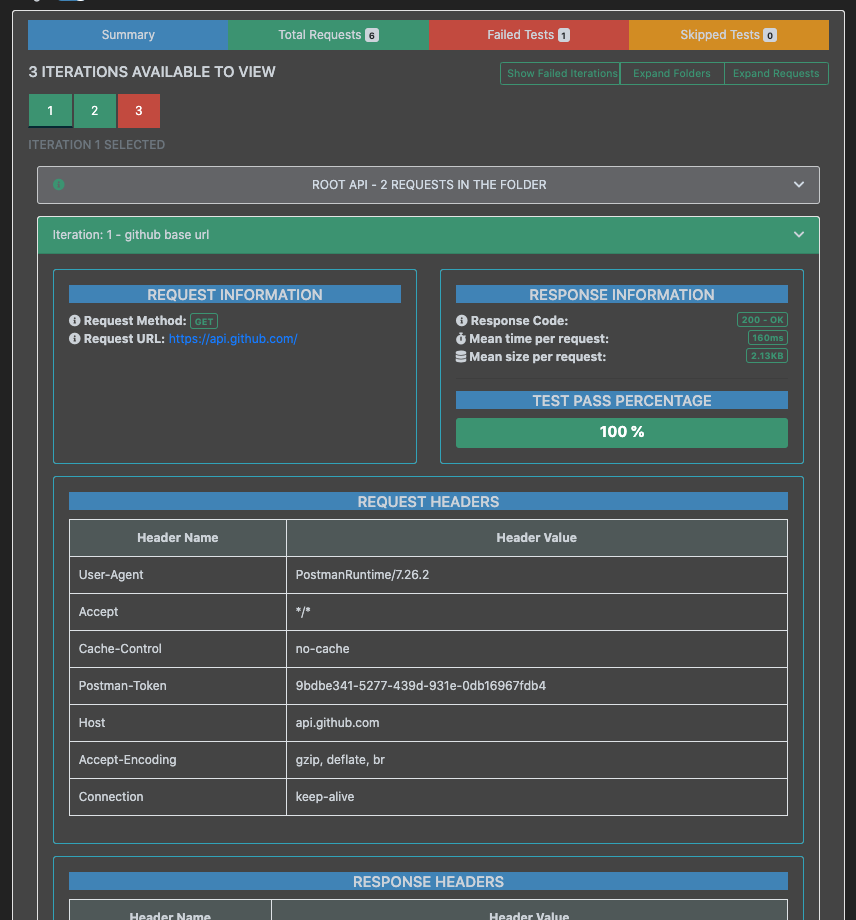 Summary
Total Requests 6
Failed Tests 1
Skipped Tests 0
3 ITERATIONS AVAILABLE TO VIEW
Show Failed Iterations
Expand Folders
Expand Requests
1
2
3
ITERATION 1 SELECTED
ROOT API - 2 REQUESTS IN THE FOLDER
Iteration: 1 - github base url
REQUEST INFORMATION
Request Method: GET
Request URL: https://api.github.com/
RESPONSE INFORMATION
Response Code: 200 - OK
Mean time per request: 160ms
Mean size per request: 2.13KB
TEST PASS PERCENTAGE
100 %
REQUEST HEADERS
Header Name Header Value
User-Agent PostmanRuntime/7.26.2
Accept */*
Cache-Control no-cache
Postman-Token 9bdbe341-5277-439d-931e-0db16967fdb4
Host api.github.com
Accept-Encoding gzip, deflate, br
Connection keep-alive
RESPONSE HEADERS
Header Name Header Value